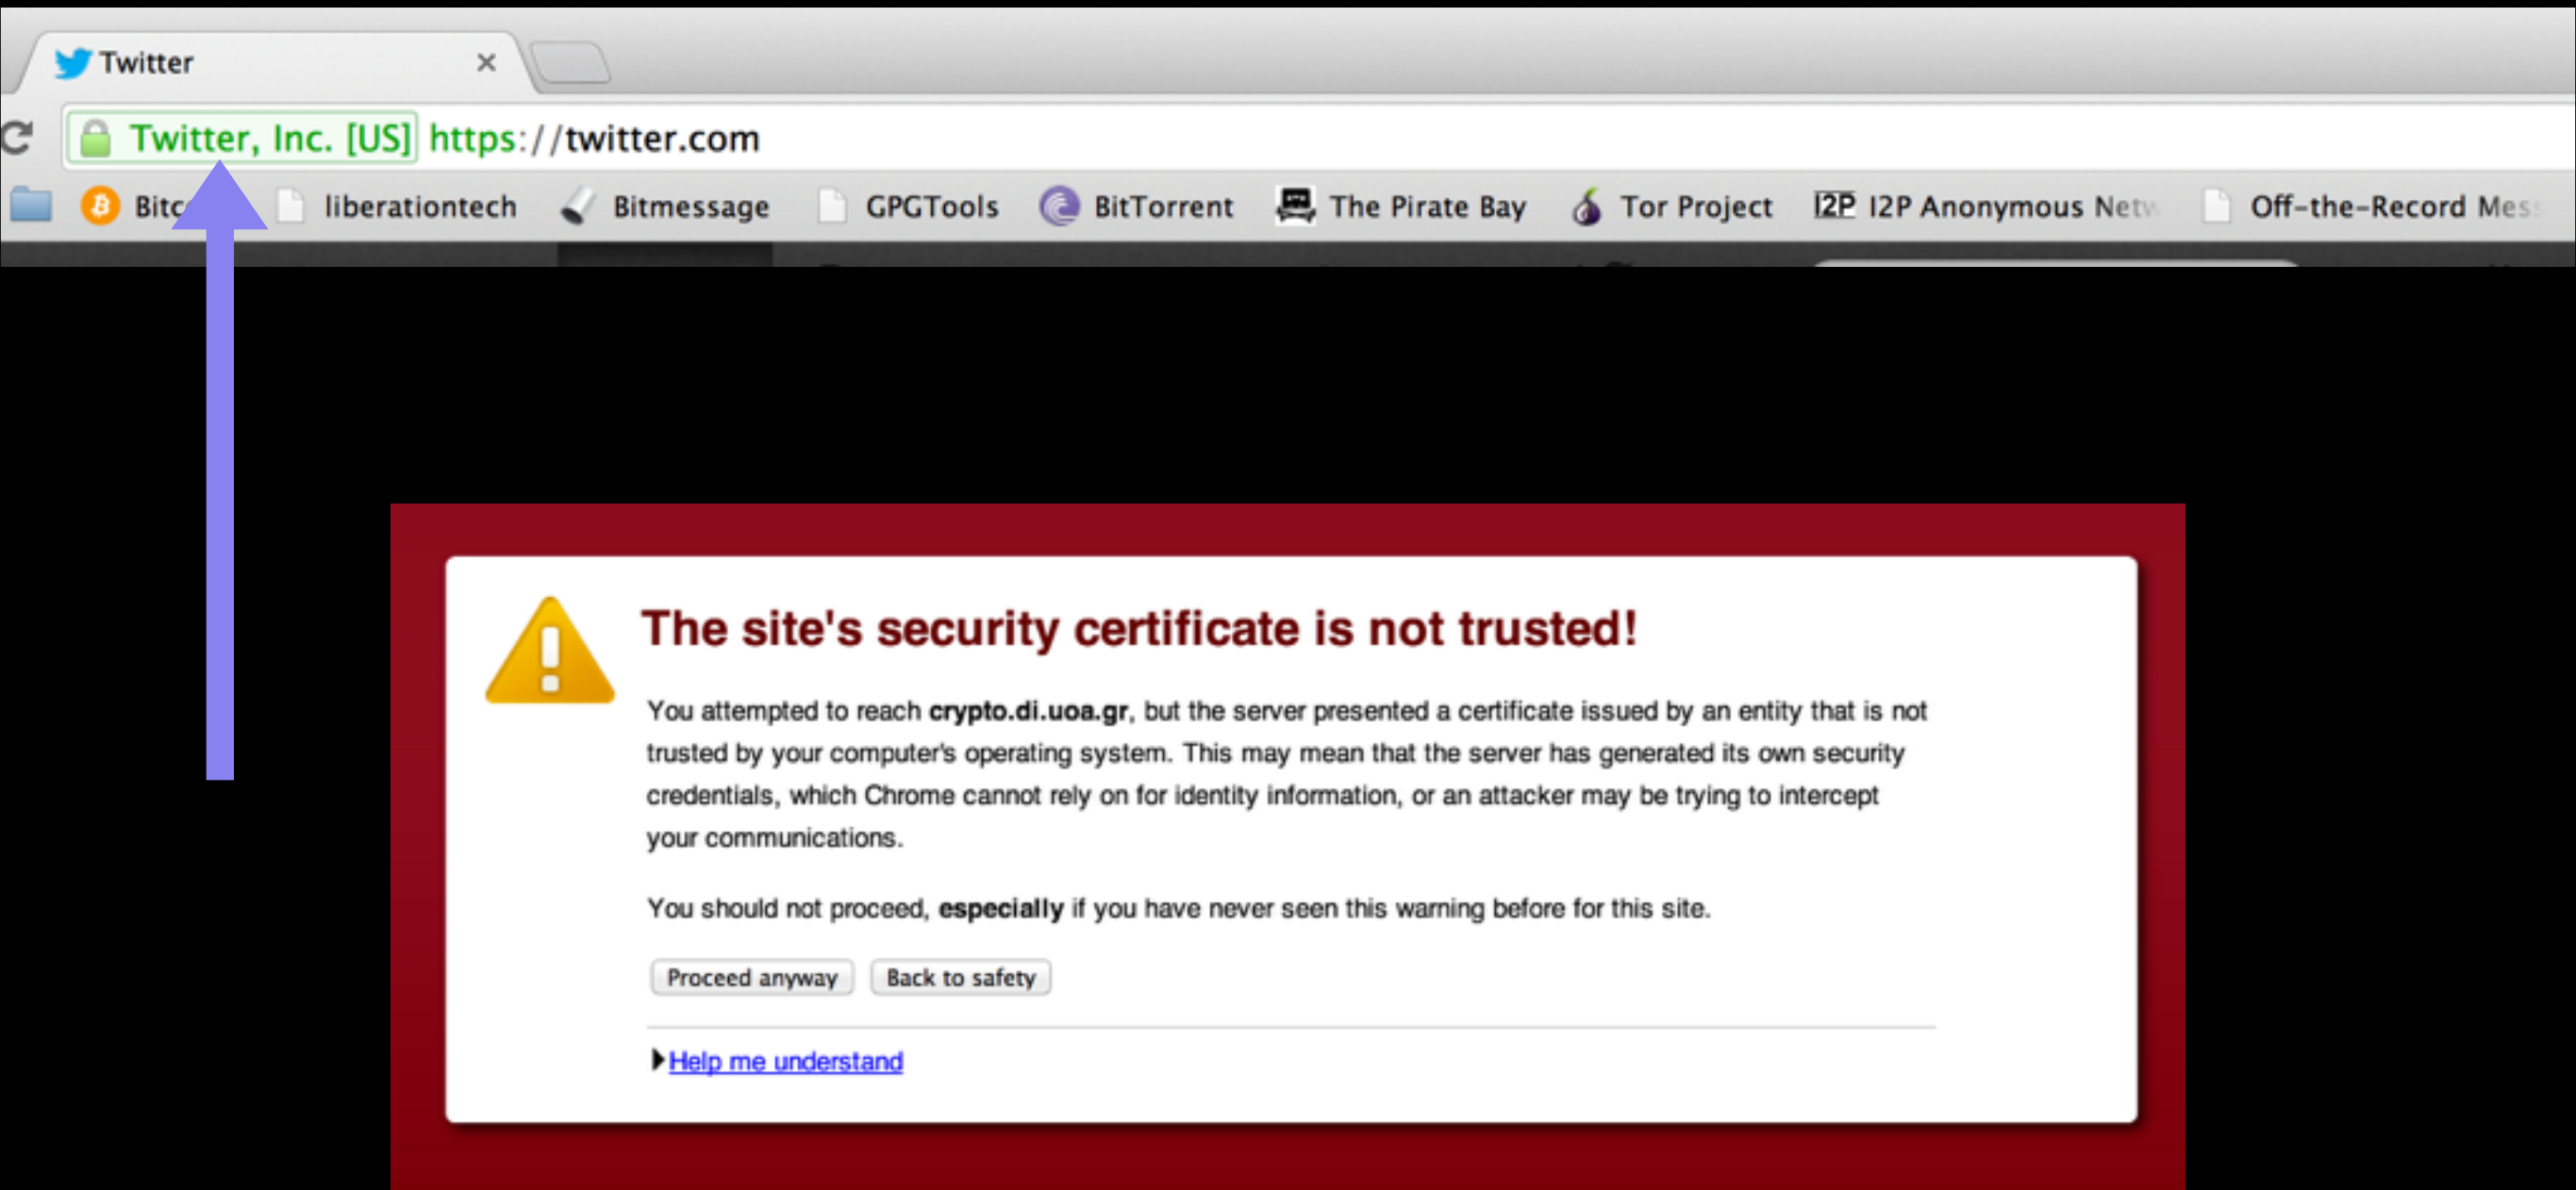 Twitter
Twitter, Inc. [US] https://twitter.com
liberationtech Bitmessage GPGTools BitTorrent The Pirate Bay Tor Project I2P I2P Anonymous Off-the-Record
The site's security certificate is not trusted!
You attempted to reach crypto.di.uoa.gr, but the server presented a certificate issued by an entity that is not
trusted by your computer's operating system. This may mean that the server has generated its own security
credentials, which Chrome cannot rely on for identity information, or an attacker may be trying to intercept
your communications.
You should not proceed, especially if you have never seen this warning before for this site.
Proceed anyway Back to safety
Help me understand